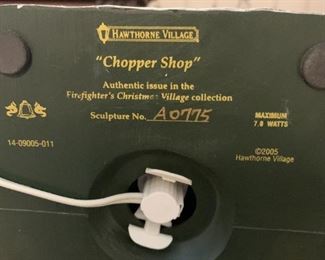 HAWTHORNE VILLAGE
"Chopper Shop"
Authentic issue in the
Firefighter's Christmas Village collection
Sculpture No. A0775
14-09005-011
MAXIMUM
7.0 WATTS
©2005
Hawthorne Village